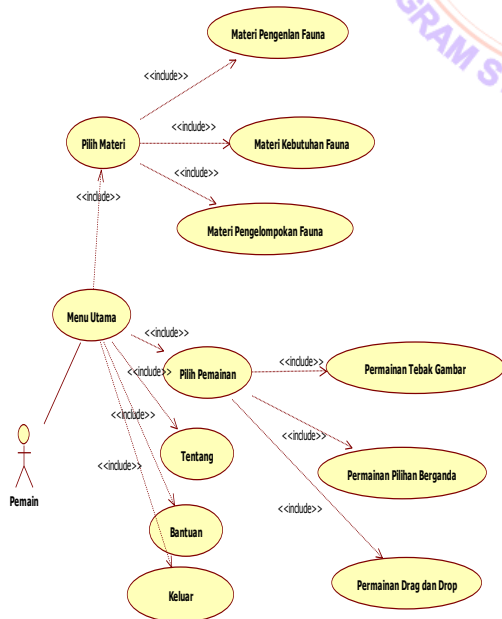 GRAM S
Materi Pengenlan Fauna
<<include>>
<<include>>
Pilih Materi
Materi Kebutuhan Fauna
<<include>>
<<include>>
Materi Pengelompokan Fauna
Menu Utama
<<include>>
<<include>>
Permainan Tebak Gambar
<<include>>
Pilih Pemainan
<<include>>
<<include>>
Tentang
<<include>>
Permainan Pilihan Berganda
Pemain
<<include>>
Bantuan
Keluar
Permainan Drag dan Drop